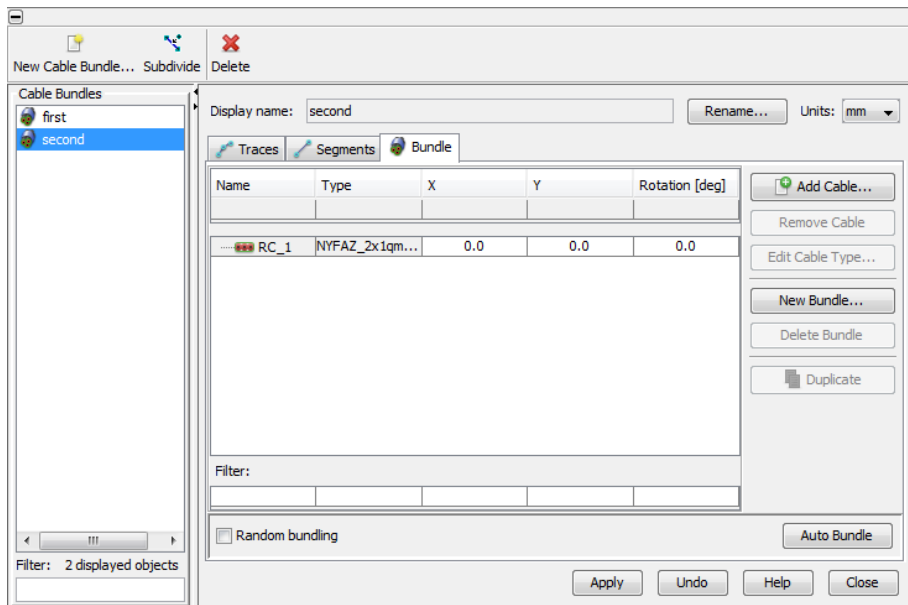 New Cable Bundle... Subdivide Delete
Cable Bundles
first
second
Filter: 2 displayed objects
Display name: second Rename... Units: mm
Traces Segments Bundle
Name Type X Y Rotation [deg]
RC_1 NYFAZ_2x1qm... 0.0 0.0 0.0
Filter:
Add Cable...
Remove Cable
Edit Cable Type...
New Bundle...
Delete Bundle
Duplicate
Random bundling Auto Bundle
Apply Undo Help Close